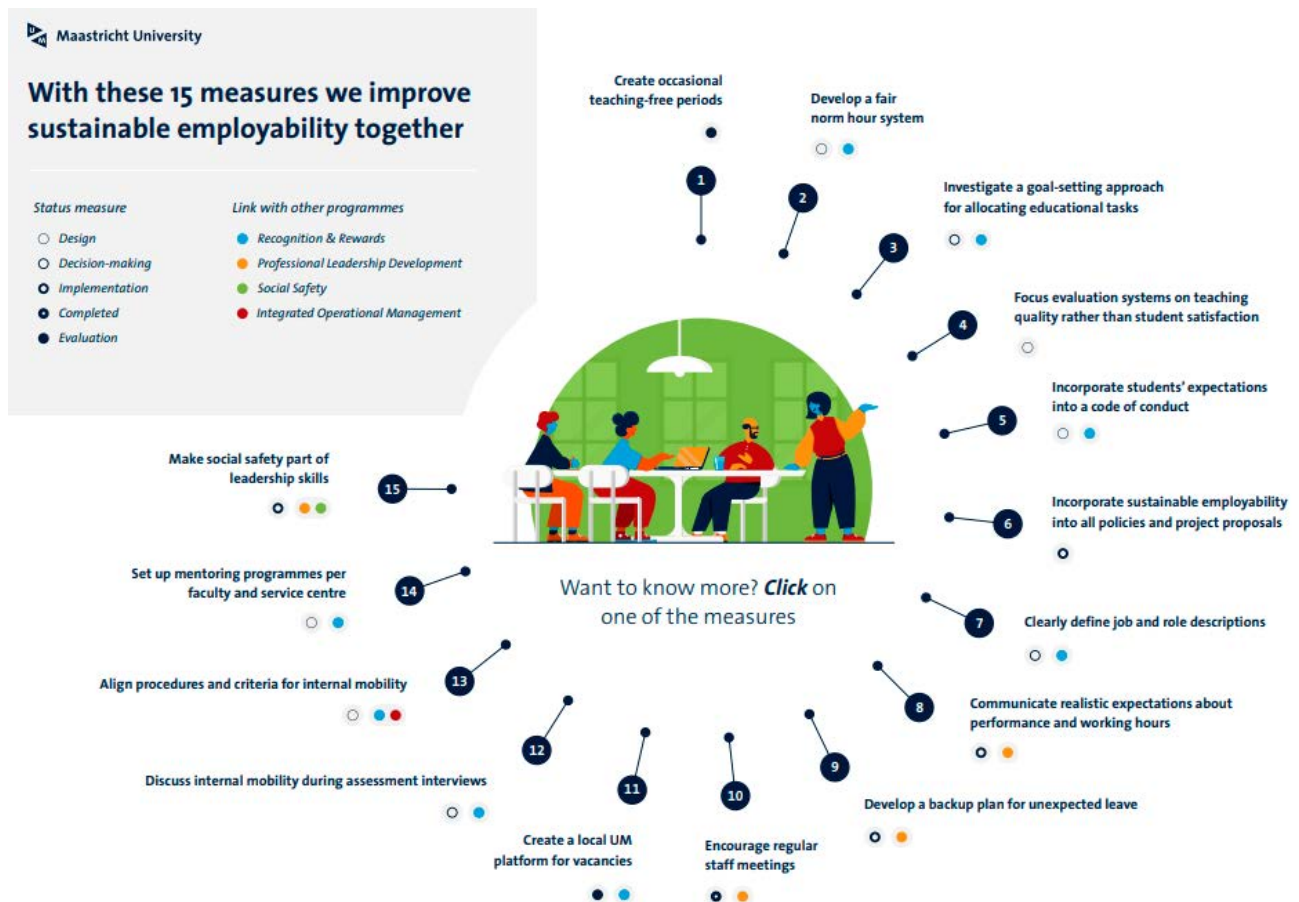 U
M
Maastricht University
With these 15 measures we improve
sustainable employability together
Status measure
Design
Decision-making
Implementation
Completed
Evaluation
Link with other programmes
Recognition & Rewards
Professional Leadership Development
Social Safety
Integrated Operational Management
Create occasional
teaching-free periods
1
Develop a fair
norm hour system
2
Investigate a goal-setting approach
for allocating educational tasks
3
Focus evaluation systems on teaching
quality rather than student satisfaction
4
Incorporate students' expectations
into a code of conduct
5
Incorporate sustainable employability
into all policies and project proposals
6
Clearly define job and role descriptions
7
Communicate realistic expectations about
performance and working hours
8
Develop a backup plan for unexpected leave
9
Encourage regular
staff meetings
10
Create a local UM
platform for vacancies
11
Discuss internal mobility during assessment interviews
12
Align procedures and criteria for internal mobility
13
Set up mentoring programmes per
faculty and service centre
14
Make social safety part of
leadership skills
15
Want to know more? Click on
one of the measures